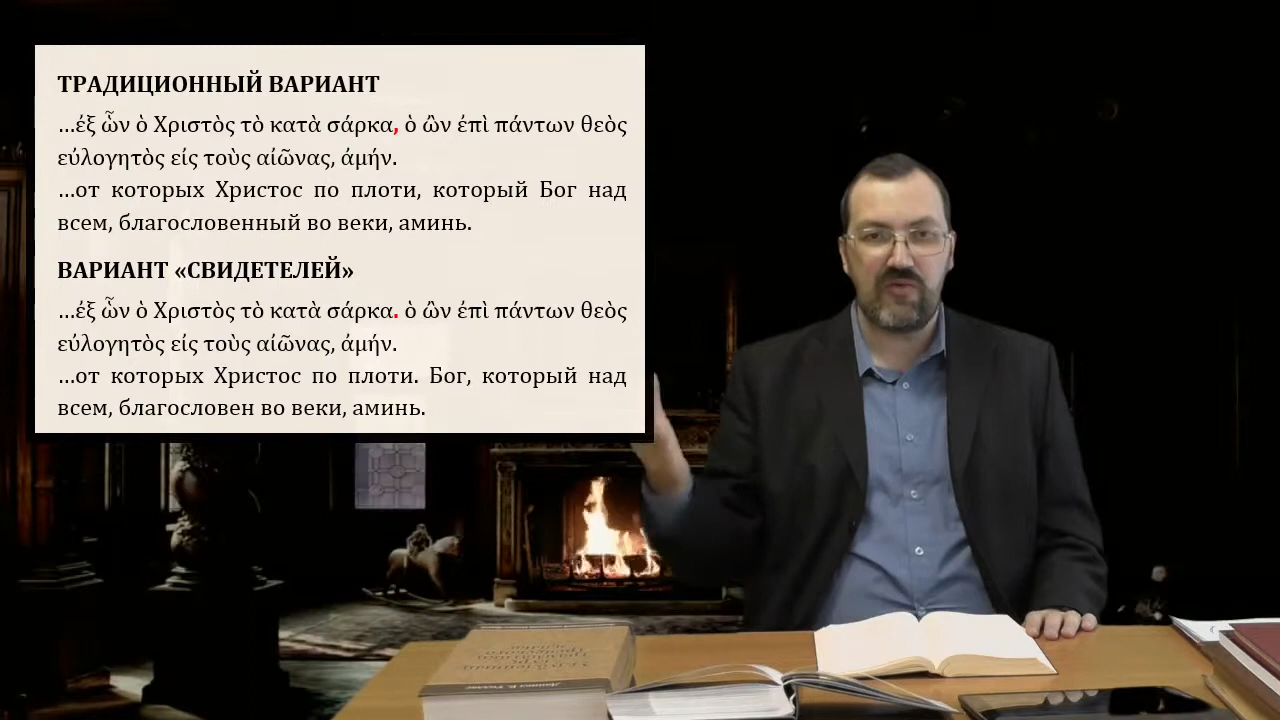 ТРАДИЦИОННЫЙ ВАРИАНТ
...ἐξ ὧν ὁ Χριστὸς τὸ κατὰ σάρκα, ὁ ὢν ἐπὶ πάντων θεὸς
εὐλογητὸς εἰς τοὺς αἰῶνας, ἀμήν.
...от которых Христос по плоти, который Бог над
всем, благословенный во веки, аминь.
ВАРИАНТ «СВИДЕТЕЛЕЙ»
...ἐξ ὧν ὁ Χριστὸς τὸ κατὰ σάρκα. ὁ ὢν ἐπὶ πάντων θεὸς
εὐλογητὸς εἰς τοὺς αἰῶνας, ἀμήν.
...от которых Христос по плоти. Бог, который над
всем, благословен во веки, аминь.